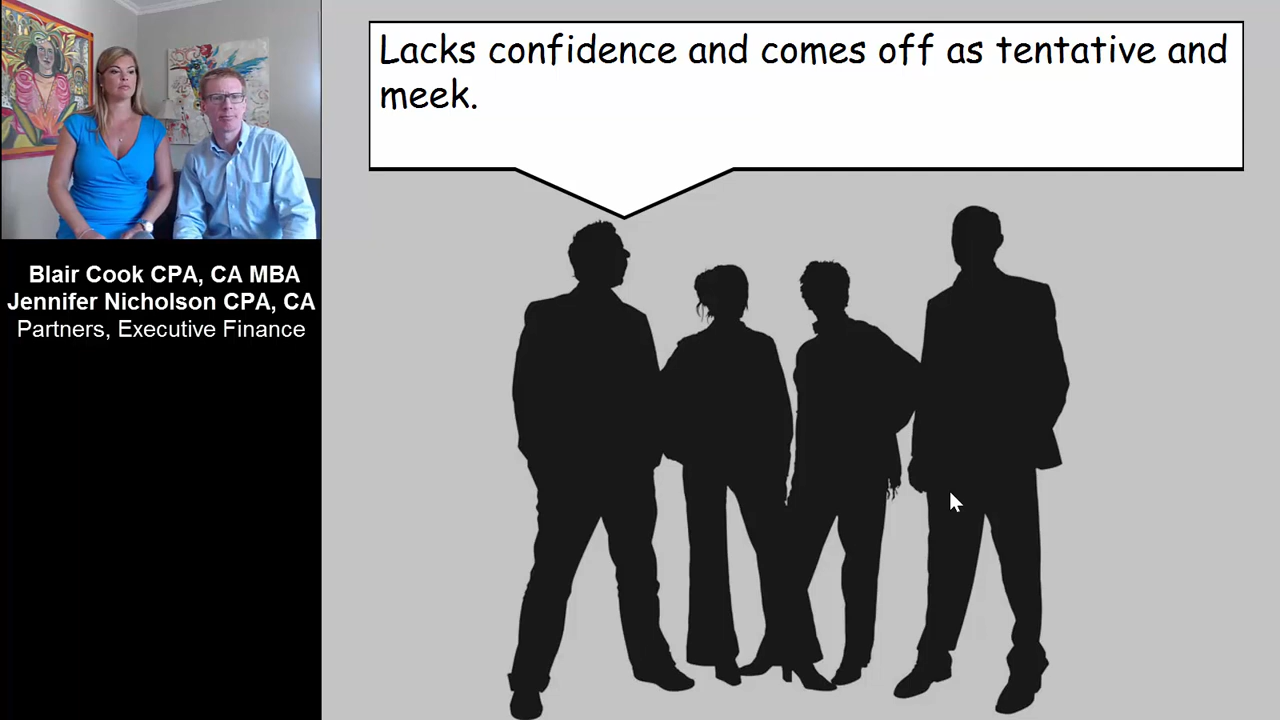 Lacks confidence and comes off as tentative and
meek.
Blair Cook CPA, CA MBA
Jennifer Nicholson CPA, CA
Partners, Executive Finance